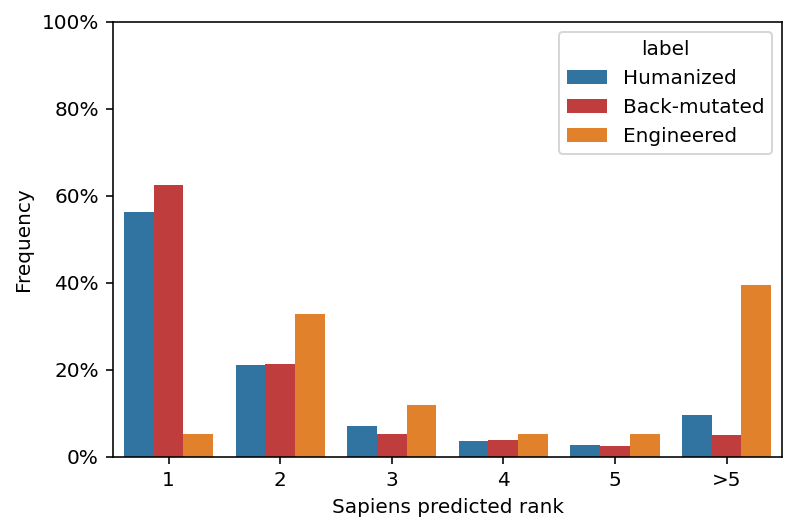 100%
80%
60%
40%
20%
0%
Frequency
label
Humanized
Back-mutated
Engineered
1 2 3 4 5 >5
Sapiens predicted rank